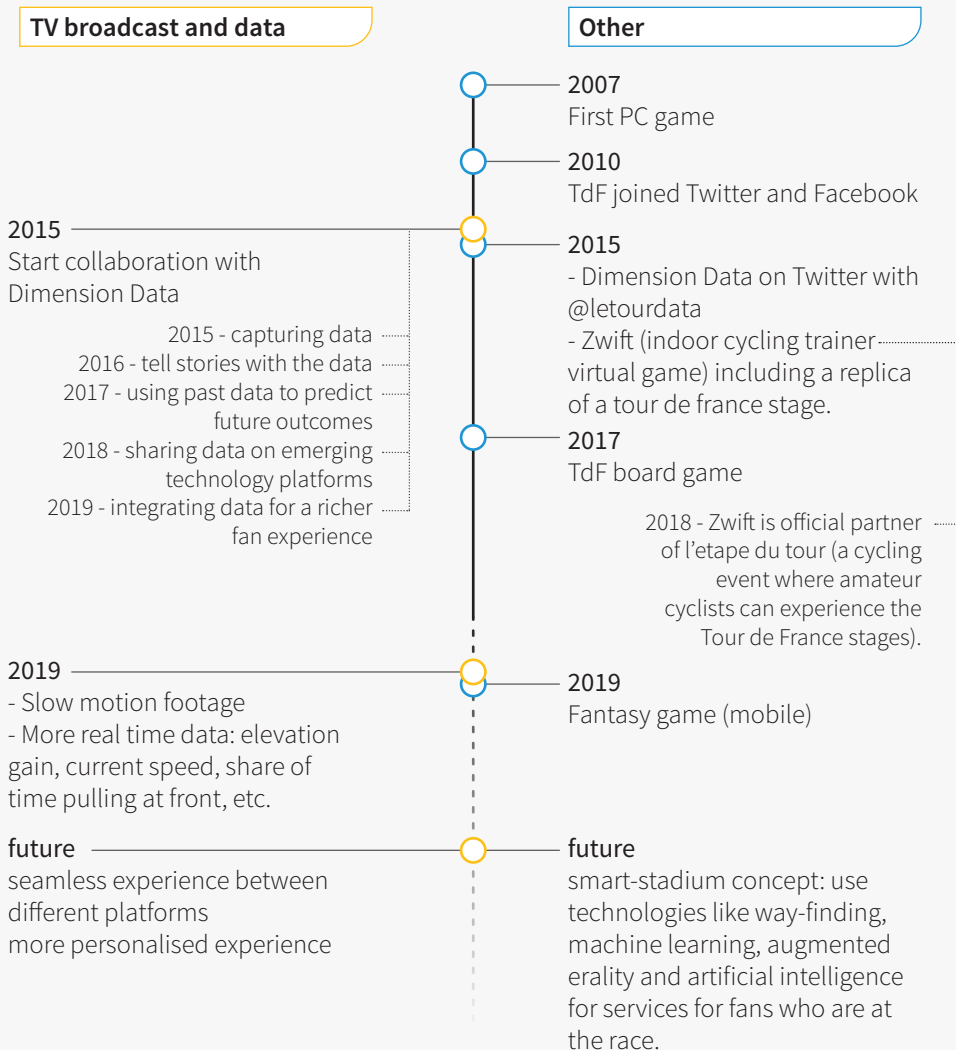 TV broadcast and data
2015
Start collaboration with
Dimension Data
2015 - capturing data
2016 - tell stories with the data
2017 - using past data to predict
future outcomes
2018 - sharing data on emerging
technology platforms
2019 - integrating data for a richer
fan experience
2019
- Slow motion footage
- More real time data: elevation
gain, current speed, share of
time pulling at front, etc.
future
seamless experience between
different platforms
more personalised experience
Other
2007
First PC game
2010
TdF joined Twitter and Facebook
2015
- Dimension Data on Twitter with
@letourdata
- Zwift (indoor cycling trainer
virtual game) including a replica
of a tour de france stage.
2017
TdF board game
2018 - Zwift is official partner
of l’etape du tour (a cycling
event where amateur
cyclists can experience the
Tour de France stages).
2019
Fantasy game (mobile)
future
smart-stadium concept: use
technologies like way-finding,
machine learning, augmented
erality and artificial intelligence
for services for fans who are at
the race.